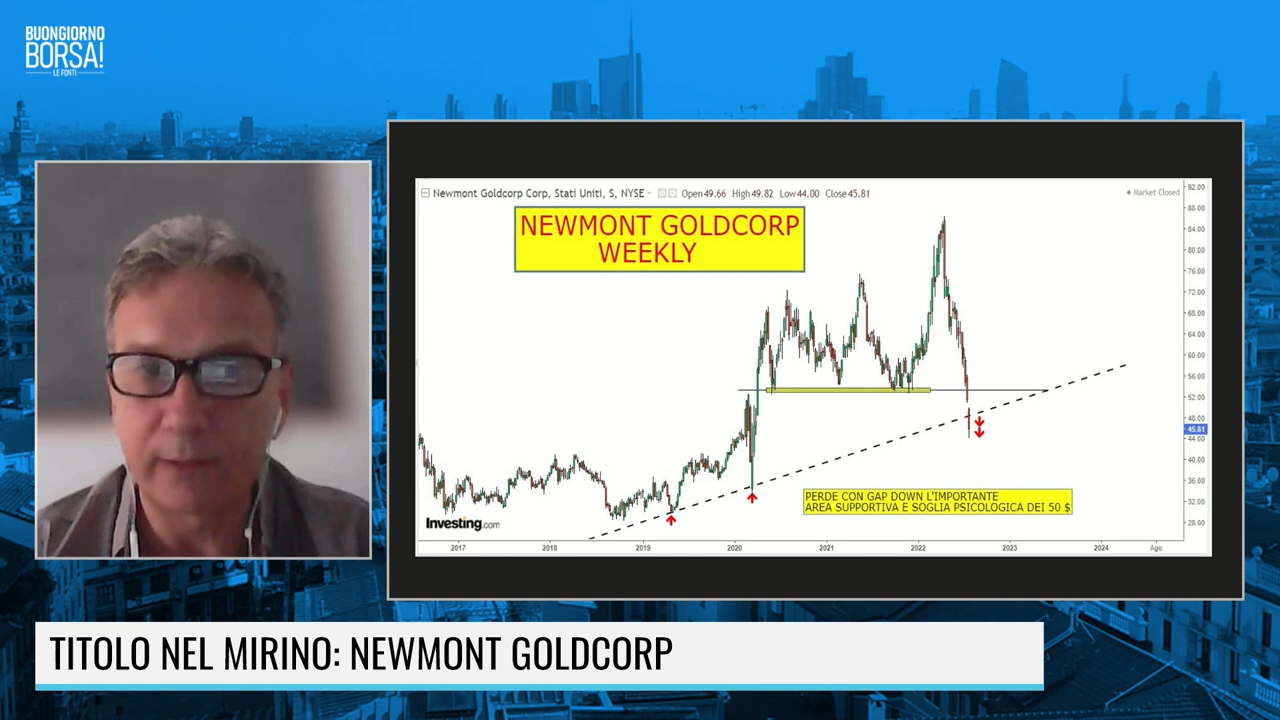 BUONGIORNO
BORSA!
LE FONTI
Newmont Goldcorp Corp, Stati Uniti, S, NYSE Open 49.66 High 49.82 Low 44.00 Close 45.81
Market Closed
NEWMONT GOLDCORP
WEEKLY
92.00
88.00
84.00
80.00
76.00
72.00
68.00
64.00
60.00
56.00
52.00
48.00
45.81
44.00
40.00
36.00
32.00
28.00
PERDE CON GAP DOWN L'IMPORTANTE
AREA SUPPORTIVA E SOGLIA PSICOLOGICA DEI 50 $
Investing.com
2017 2018 2019 2020 2021 2022 2023 2024 Ago
TITOLO NEL MIRINO: NEWMONT GOLDCORP